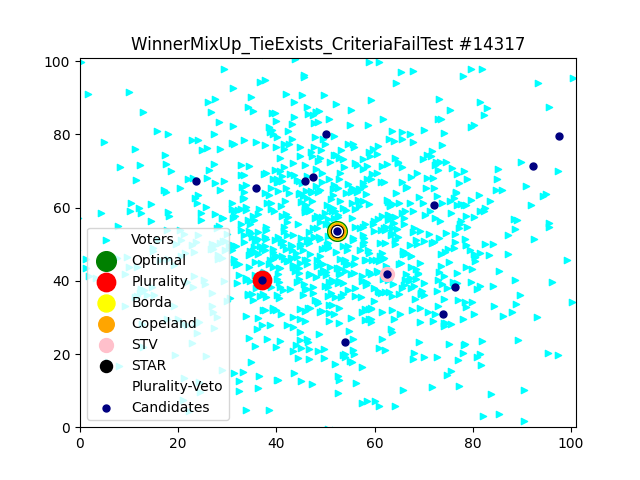 WinnerMixUp_TieExists_CriteriaFailTest #14317
100
80
60
40
20
0
Voters
Optimal
Plurality
Borda
Copeland
STV
STAR
Plurality-Veto
Candidates
0 20 40 60 80 100